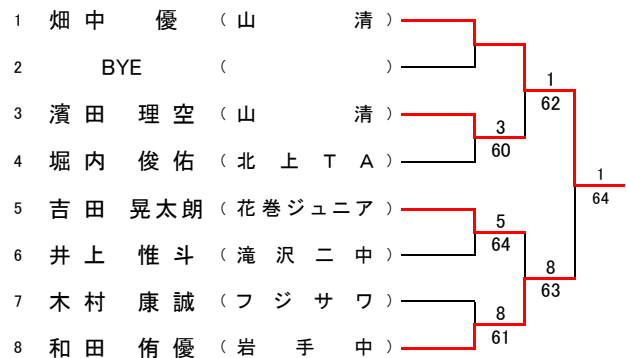 1 畑中 優 (山 清)
2 BYE ( )
3 濱田 理空 (山 清)
4 堀内 俊佑 (北上TA)
5 吉田 晃太朗 (花巻ジュニア)
6 井上 惟斗 (滝沢二中)
7 木村 康誠 (フジサワ)
8 和田 侑優 (岩手中)
3
60
5
64
8
61
1
62
8
63
1
64